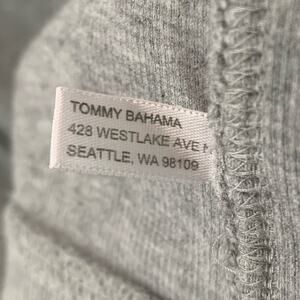 TOMMY BAHAMA
428 WESTLAKE AVE
SEATTLE, WA 98109